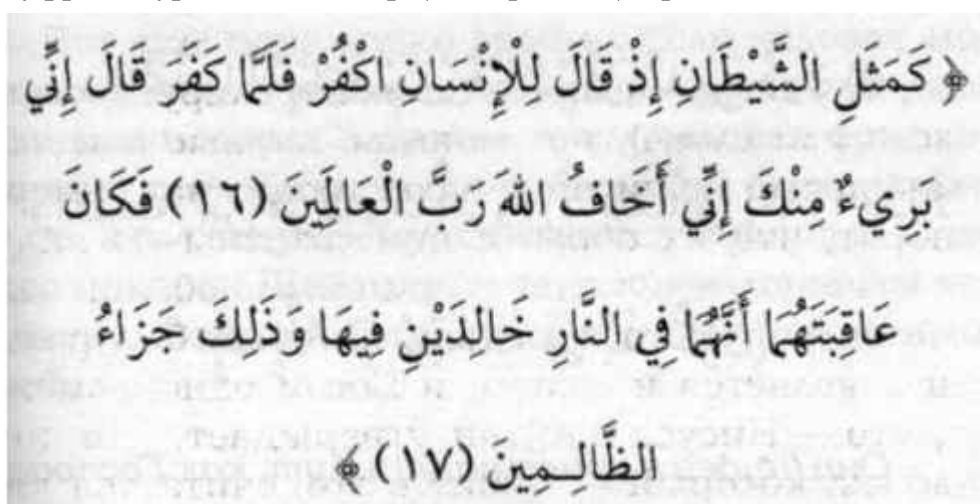 ﴿ كَمَثَلِ الشَّيْطَانِ إِذْ قَالَ لِلْإِنْسَانِ اكْفُرْ فَلَمَّا كَفَرَ قَالَ إِنِّي
بَرِيءٌ مِنْكَ إِنِّي أَخَافُ اللهَ رَبَّ الْعَالَمِينَ (١٦) فَكَانَ
عَاقِبَتَهُمَا أَنَّهُمَا فِي النَّارِ خَالِدَيْنِ فِيهَا وَذَلِكَ جَزَاءُ
الظَّالِمِينَ (١٧) ﴾